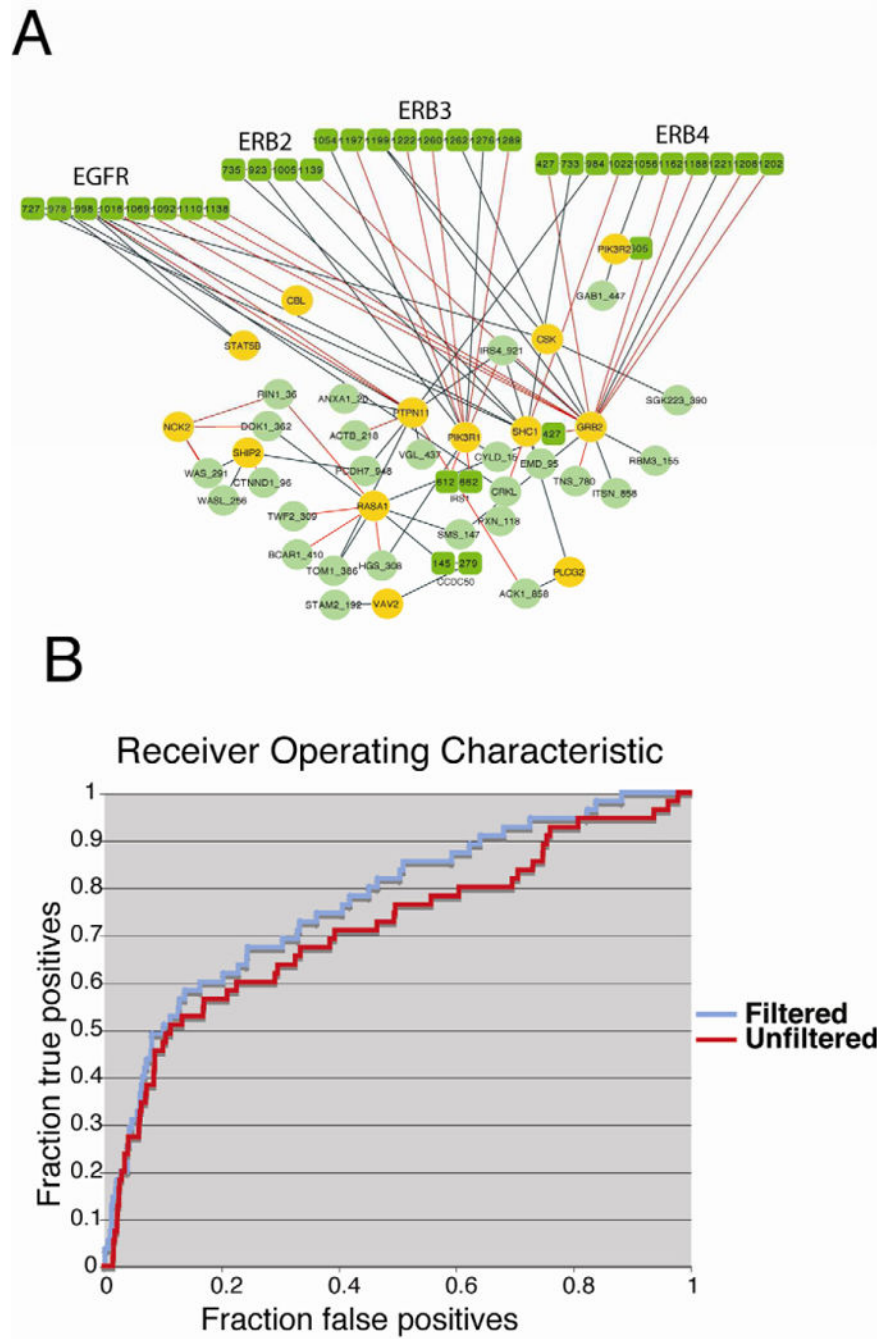 A
ERB3
ERB2
ERB4
EGFR
1054 1197 1199 1222 1260 1262 1276 1289
735 923 1005 1139
427 733 984 1022 1056 1162 1188 1221 1208 1202
727 978 998 1016 1069 1092 1110 1138
PIK3R2
GAB1_447
CBL
STAT5B
IRS4_921
CSK
RIN1_36
ANXA1_20
PTPN11
SGK223_390
NCK2
DOK1_362
ACTB_218
PIK3R1
SHC1
427
GRB2
SHIP2
VGL_437
CYLD_15
EMD_95
RBM3_155
WAS_291
PCDH7_948
CTNND1_96
612 662
IRS1
CRKL
TNS_780
ITSN_858
WASL_256
RASA1
TWF2_309
PXN_118
SMS_147
BCAR1_410
TOM1_386
HGS_308
145 279
CCDC50
PLCG2
ACK1_858
STAM2_192
VAV2
B
Receiver Operating Characteristic
1
0.9
0.8
0.7
0.6
0.5
0.4
0.3
0.2
0.1
0
Fraction true positives
Filtered
Unfiltered
0 0.2 0.4 0.6 0.8 1
Fraction false positives